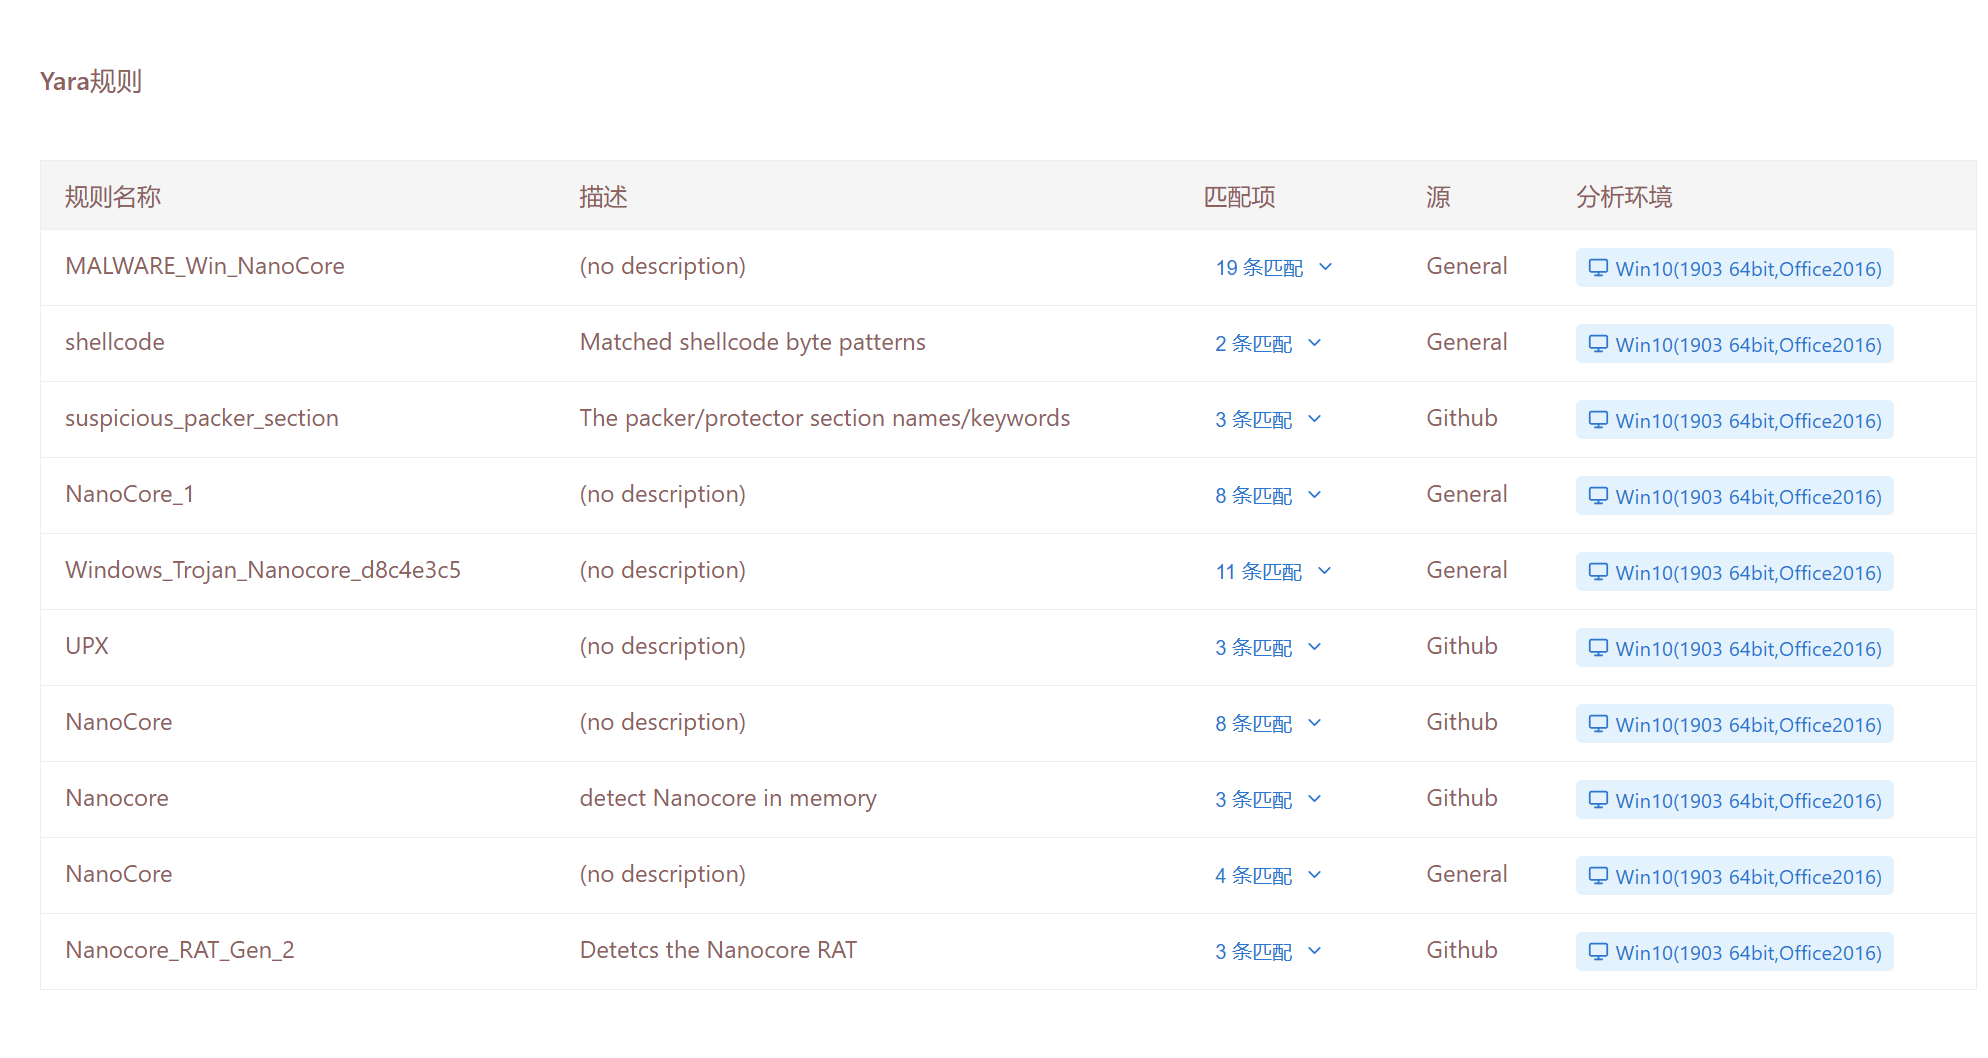 Yara规则
规则名称 描述 匹配项 源 分析环境
MALWARE_Win_NanoCore (no description) 19 条匹配 General Win10(1903 64bit,Office2016)
shellcode Matched shellcode byte patterns 2 条匹配 General Win10(1903 64bit,Office2016)
suspicious_packer_section The packer/protector section names/keywords 3 条匹配 Github Win10(1903 64bit,Office2016)
NanoCore_1 (no description) 8 条匹配 General Win10(1903 64bit,Office2016)
Windows_Trojan_Nanocore_d8c4e3c5 (no description) 11 条匹配 General Win10(1903 64bit,Office2016)
UPX (no description) 3 条匹配 Github Win10(1903 64bit,Office2016)
NanoCore (no description) 8 条匹配 Github Win10(1903 64bit,Office2016)
Nanocore detect Nanocore in memory 3 条匹配 Github Win10(1903 64bit,Office2016)
NanoCore (no description) 4 条匹配 General Win10(1903 64bit,Office2016)
Nanocore_RAT_Gen_2 Detetcs the Nanocore RAT 3 条匹配 Github Win10(1903 64bit,Office2016)